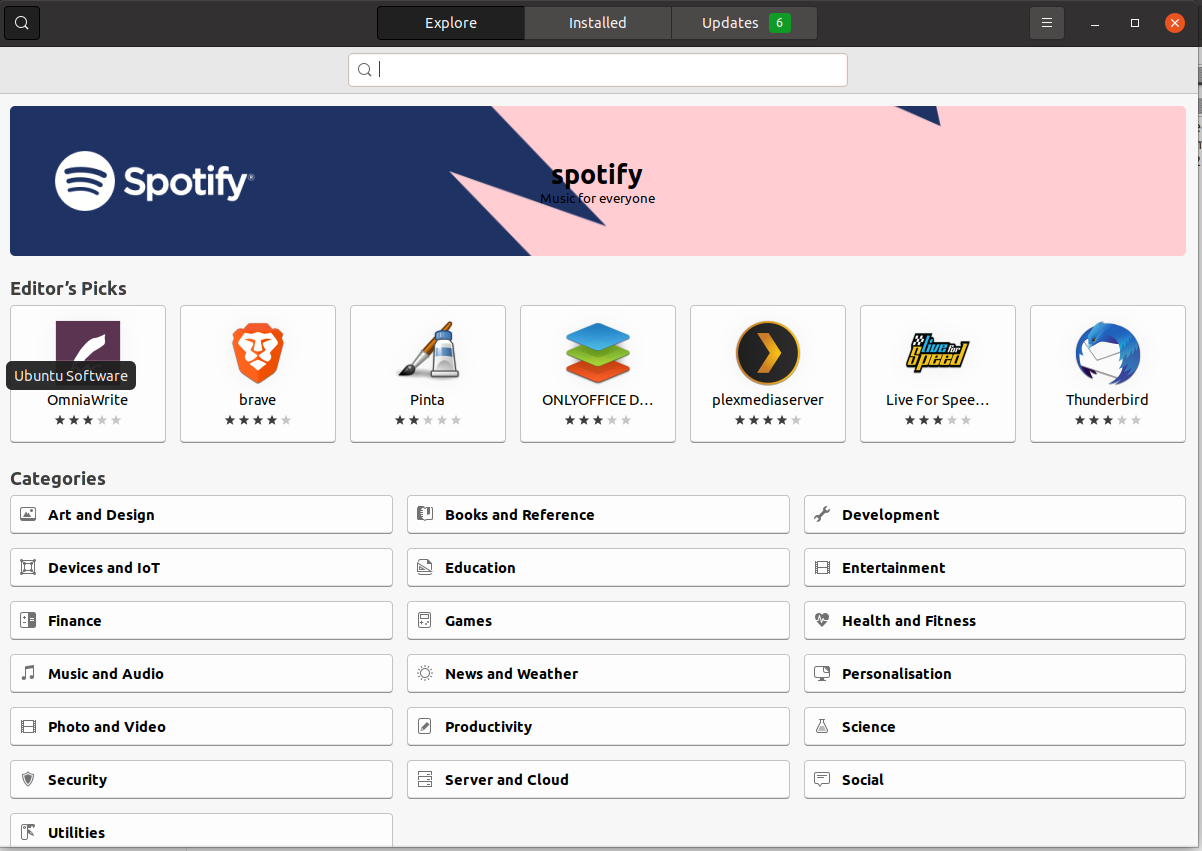 Explore
Installed
Updates 6
Spotify®
spotify
Music for everyone
Editor’s Picks
Ubuntu Software
OmniaWrite
brave
Pinta
ONLYOFFICE D…
plexmediaserver
live for Speed
Live For Spee…
Thunderbird
Categories
Art and Design
Books and Reference
Development
Devices and IoT
Education
Entertainment
Finance
Games
Health and Fitness
Music and Audio
News and Weather
Personalisation
Photo and Video
Productivity
Science
Security
Server and Cloud
Social
Utilities